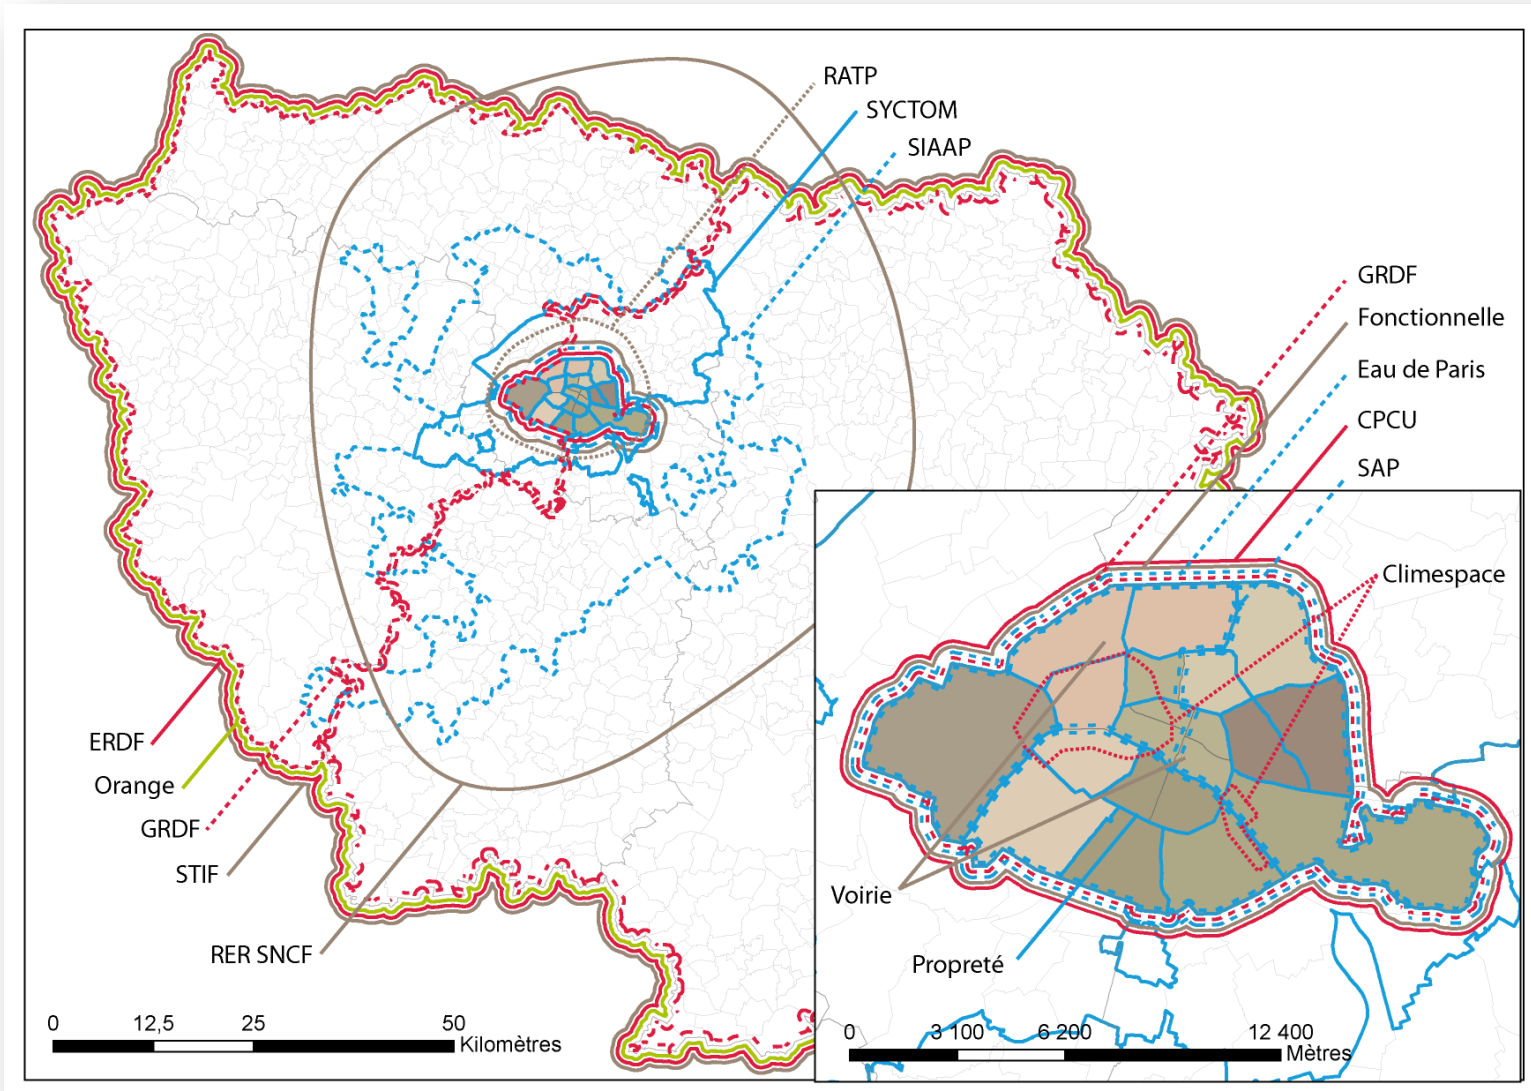 RATP
SYCTOM
SIAAP
GRDF
Fonctionnelle
Eau de Paris
CPCU
SAP
Climespace
ERDF
Orange
GRDF
STIF
RER SNCF
Voirie
Propreté
0 12,5 25 50 Kilomètres
0 3 100 6 200 12 400 Mètres